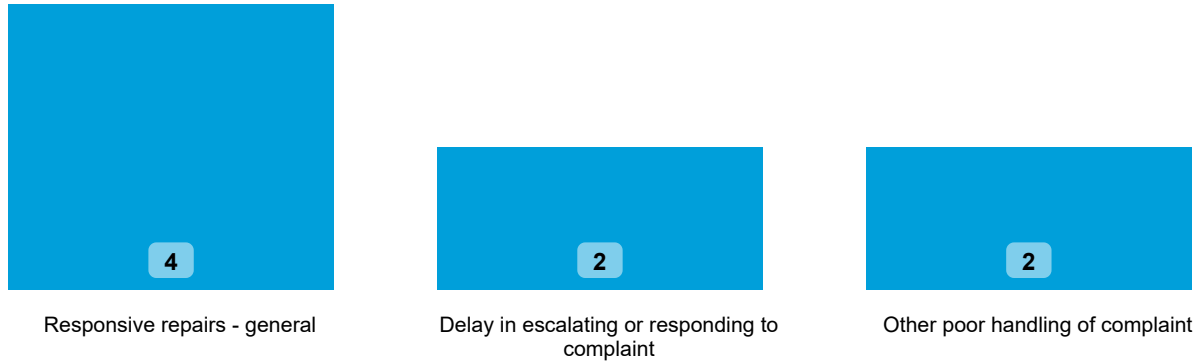 4
2
2
Responsive repairs - general
Delay in escalating or responding to
complaint
Other poor handling of complaint